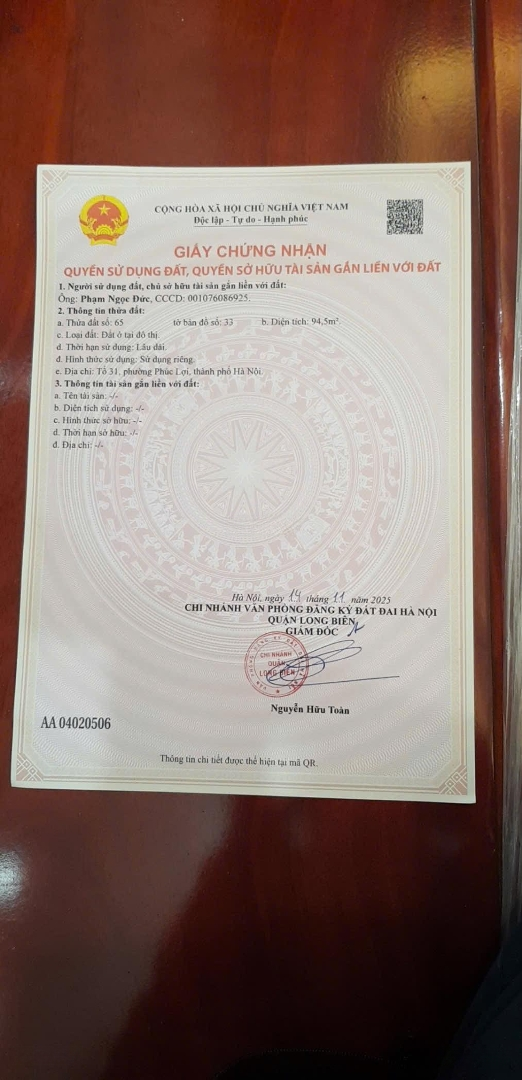 CỘNG HÒA XÃ HỘI CHỦ NGHĨA VIỆT NAM
Độc lập - Tự do - Hạnh phúc
GIẤY CHỨNG NHẬN
QUYỀN SỬ DỤNG ĐẤT, QUYỀN SỞ HỮU TÀI SẢN GẮN LIỀN VỚI ĐẤT
1. Người sử dụng đất, chủ sở hữu tài sản gắn liền với đất:
Ông: Phạm Ngọc Đức, CCCD: 001076086925.
2. Thông tin thửa đất:
a. Thửa đất số: 65 tờ bản đồ số: 33 b. Diện tích: 94,5m²
c. Loại đất: Đất ở tại đô thị.
d. Thời hạn sử dụng: Lâu dài.
đ. Hình thức sử dụng: Sử dụng riêng.
e. Địa chỉ: Tổ 31, phường Phúc Lợi, thành phố Hà Nội.
3. Thông tin tài sản gắn liền với đất:
a. Tên tài sản: -/-
b. Diện tích sử dụng: -/-
c. Hình thức sở hữu: -/-
d. Thời hạn sở hữu: -/-
đ. Địa chỉ: -/-
Hà Nội, ngày 14 tháng 11 năm 2025
CHI NHÁNH VĂN PHÒNG ĐĂNG KÝ ĐẤT ĐAI HÀ NỘI
QUẬN LONG BIÊN
GIÁM ĐỐC
CHI NHÁNH
QUẬN
LONG BIÊN
Nguyễn Hữu Toàn
AA 04020506
Thông tin chi tiết được thể hiện tại mã QR.